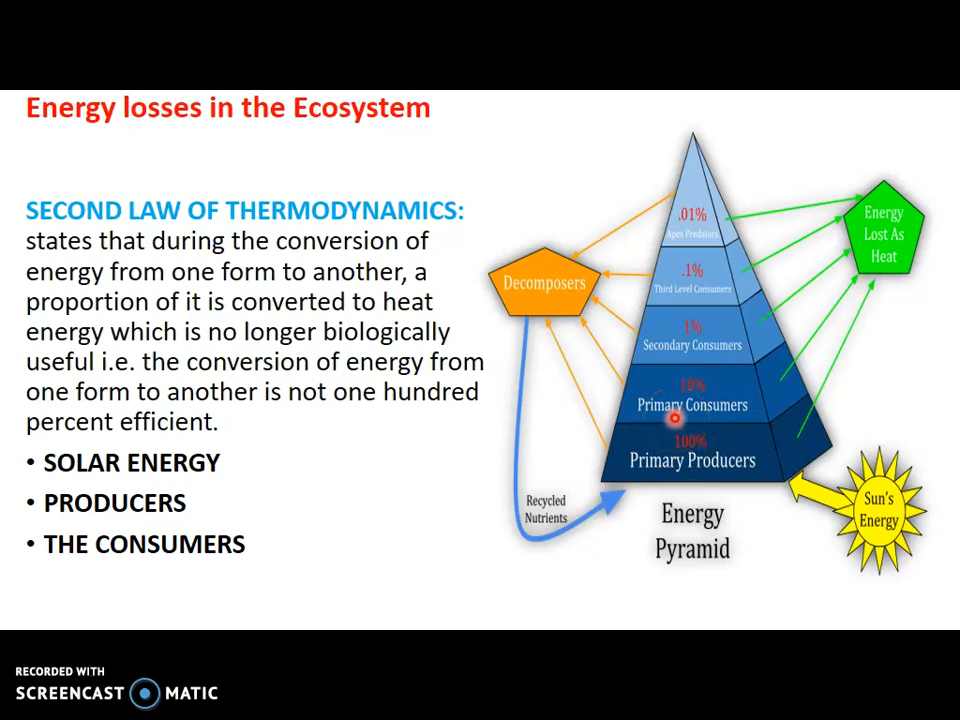 Energy losses in the Ecosystem
SECOND LAW OF THERMODYNAMICS:
states that during the conversion of
energy from one form to another, a
proportion of it is converted to heat
energy which is no longer biologically
useful i.e. the conversion of energy from
one form to another is not one hundred
percent efficient.
• SOLAR ENERGY
• PRODUCERS
• THE CONSUMERS
.01%
Apex Predators
.1%
Third Level Consumers
1%
Secondary Consumers
10%
Primary Consumers
100%
Primary Producers
Decomposers
Energy
Lost As
Heat
Recycled
Nutrients
Energy
Pyramid
Sun's
Energy
RECORDED WITH
SCREENCAST MATIC